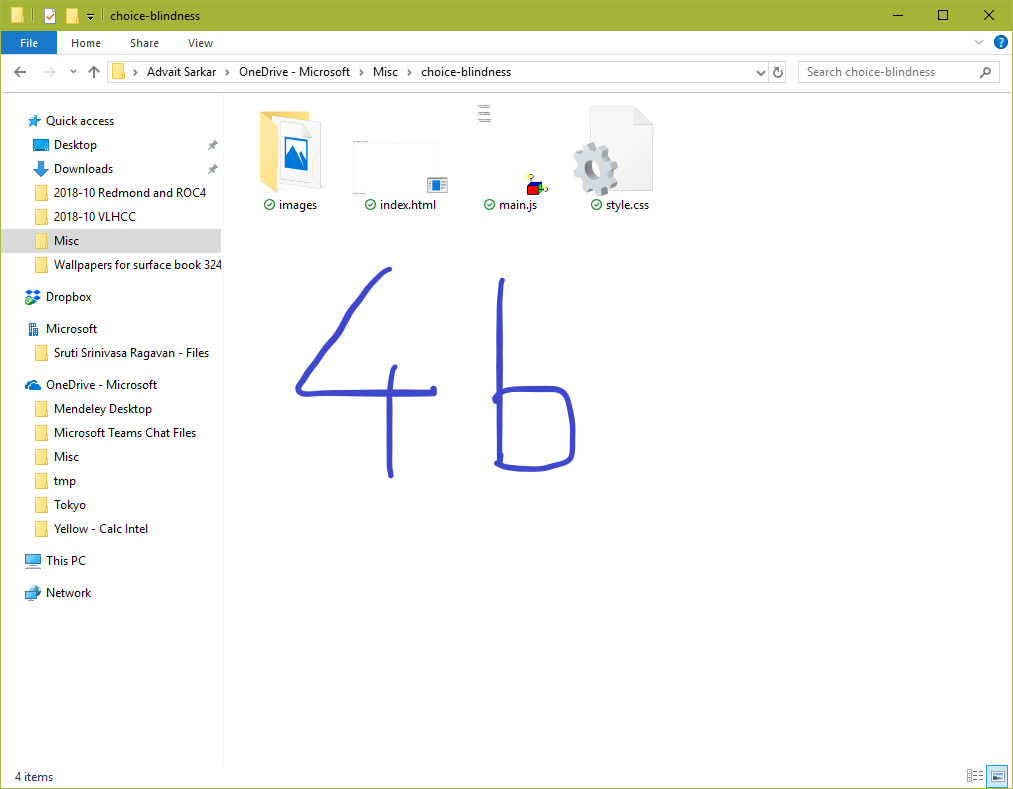 choice-blindness
File Home Share View
Advait Sarkar OneDrive - Microsoft Misc choice-blindness
Search choice-blindness
Quick access
Desktop
Downloads
2018-10 Redmond and ROC4
2018-10 VLHCC
Misc
Wallpapers for surface book 324
Dropbox
Microsoft
Sruti Srinivasa Ragavan - Files
OneDrive - Microsoft
Mendeley Desktop
Microsoft Teams Chat Files
Misc
tmp
Tokyo
Yellow - Calc Intel
This PC
Network
images index.html main.js style.css
4 b
4 items